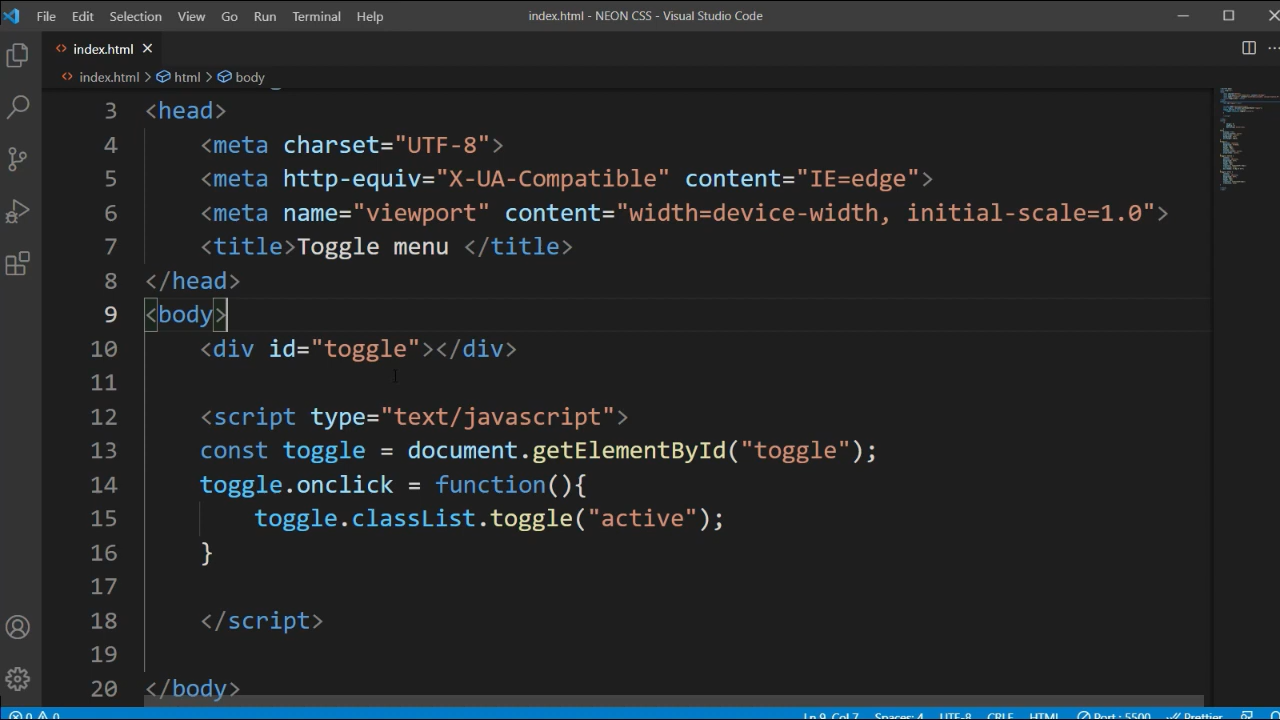 File Edit Selection View Go Run Terminal Help index.html - NEON CSS - Visual Studio Code
index.html
index.html > html > body
3 <head>
4 <meta charset="UTF-8">
5 <meta http-equiv="X-UA-Compatible" content="IE=edge">
6 <meta name="viewport" content="width=device-width, initial-scale=1.0">
7 <title>Toggle menu </title>
8 </head>
9 <body>
10 <div id="toggle"></div>
11
12 <script type="text/javascript">
13 const toggle = document.getElementById("toggle");
14 toggle.onclick = function(){
15 toggle.classList.toggle("active");
16 }
17
18 </script>
19
20 </body>
0 0 Ln 9, Col 7 Spaces: 4 UTF-8 CRLF HTML Port : 5500 Prettier